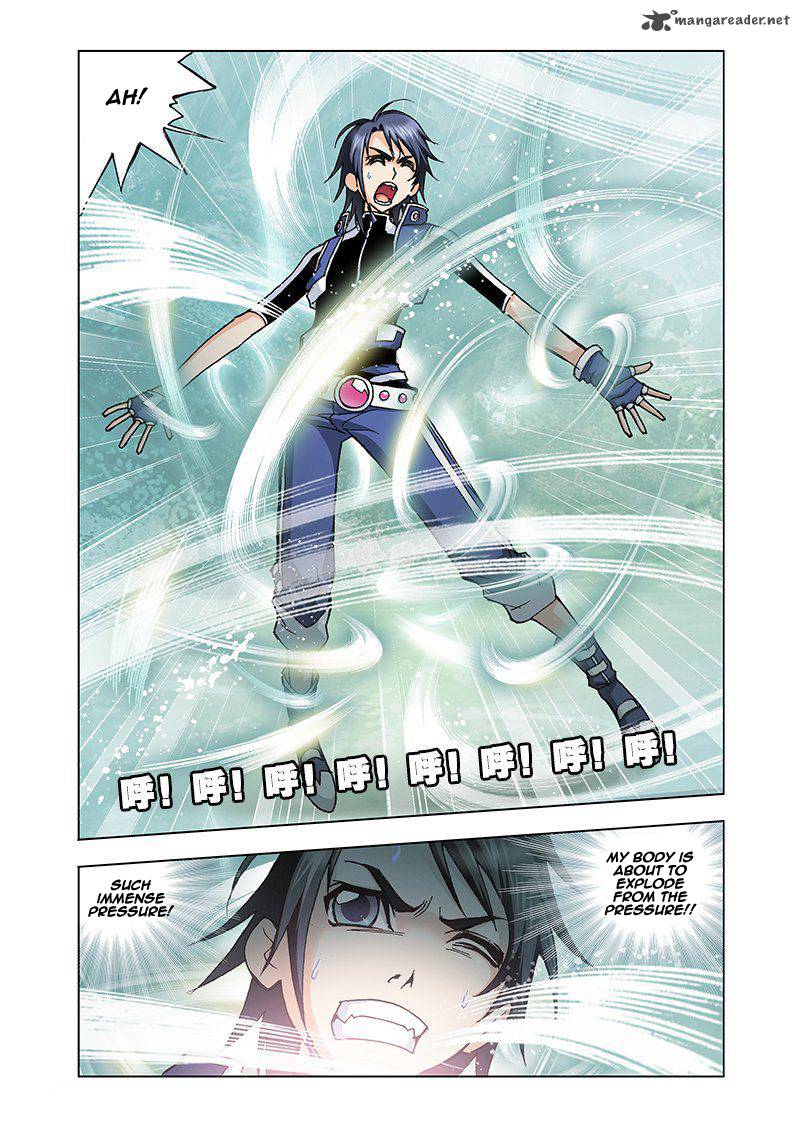 mangareader.net
AH!
呼! 呼! 呼! 呼! 呼! 呼! 呼! 呼!
SUCH
IMMENSE
PRESSURE!
MY BODY IS
ABOUT TO
EXPLODE
FROM THE
PRESSURE!!